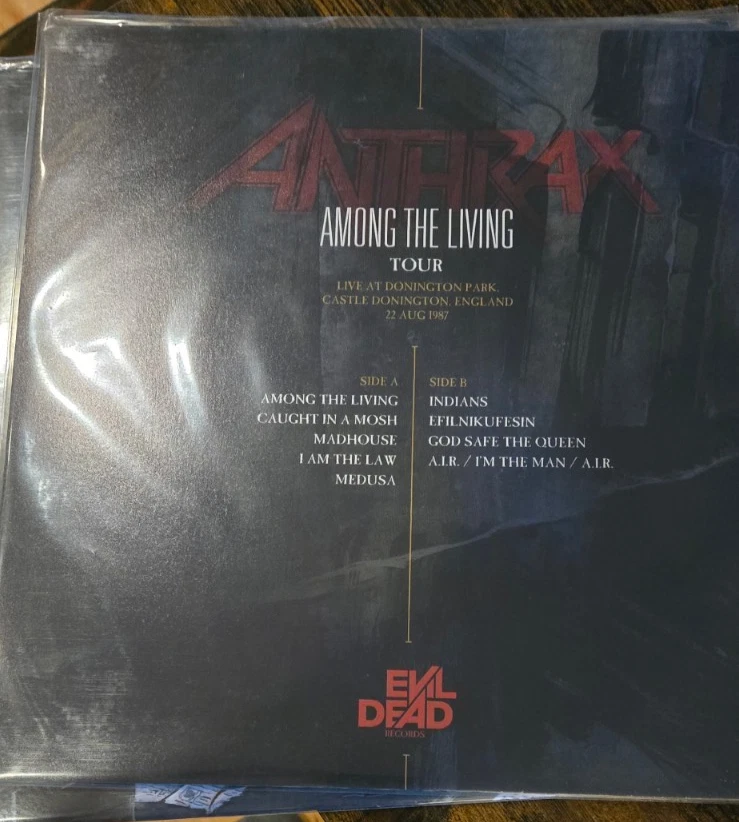 ANTHRAX
AMONG THE LIVING
TOUR
LIVE AT DONINGTON PARK,
CASTLE DONINGTON, ENGLAND
22 AUG 1987
SIDE A
AMONG THE LIVING
CAUGHT IN A MOSH
MADHOUSE
I AM THE LAW
MEDUSA
SIDE B
INDIANS
EFILNIKUFESIN
GOD SAFE THE QUEEN
A.I.R. / I'M THE MAN / A.I.R.
EVIL
DEAD
RECORDS